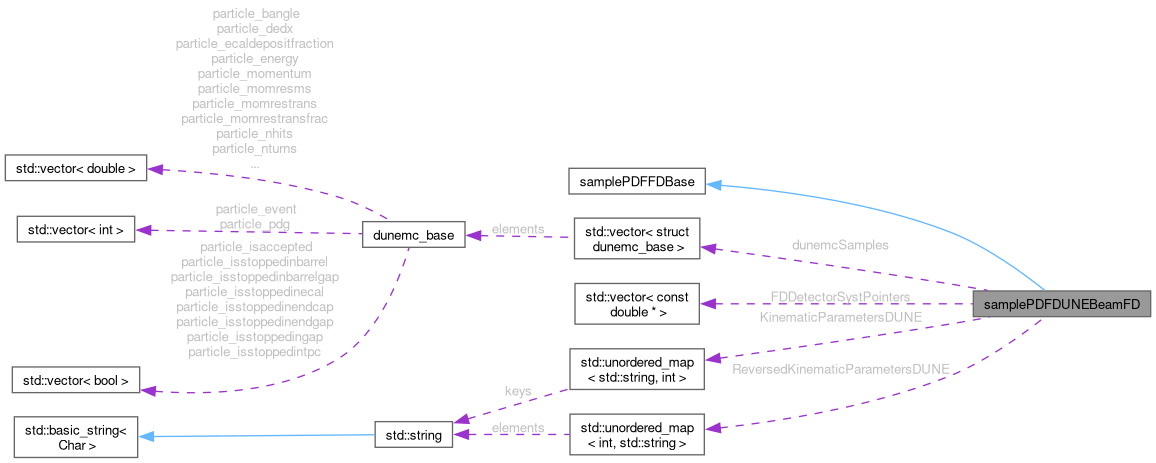 particle_bangle
particle_dedx
particle_ecaldepositfraction
particle_energy
particle_momentum
particle_momresms
particle_momrestrans
particle_momrestransfrac
particle_nhits
particle_nturns
...
std::vector< double >
samplePDFFDBase
particle_event
particle_pdg
std::vector< int >
dunemc_base
elements
std::vector< struct
dunemc_base >
dunemcSamples
particle_isaccepted
particle_isstoppedinbarrel
particle_isstoppedinbarrelgap
particle_isstoppedinecal
particle_isstoppedinendcap
particle_isstoppedinendgap
particle_isstoppedingap
particle_isstoppedintpc
std::vector< const
double * >
FDDetectorSystPointers
samplePDFDUNEBeamFD
KinematicParametersDUNE
std::vector< bool >
std::unordered_map
< std::string, int >
ReversedKinematicParametersDUNE
keys
std::basic_string<
Char >
std::string
elements
std::unordered_map
< int, std::string >